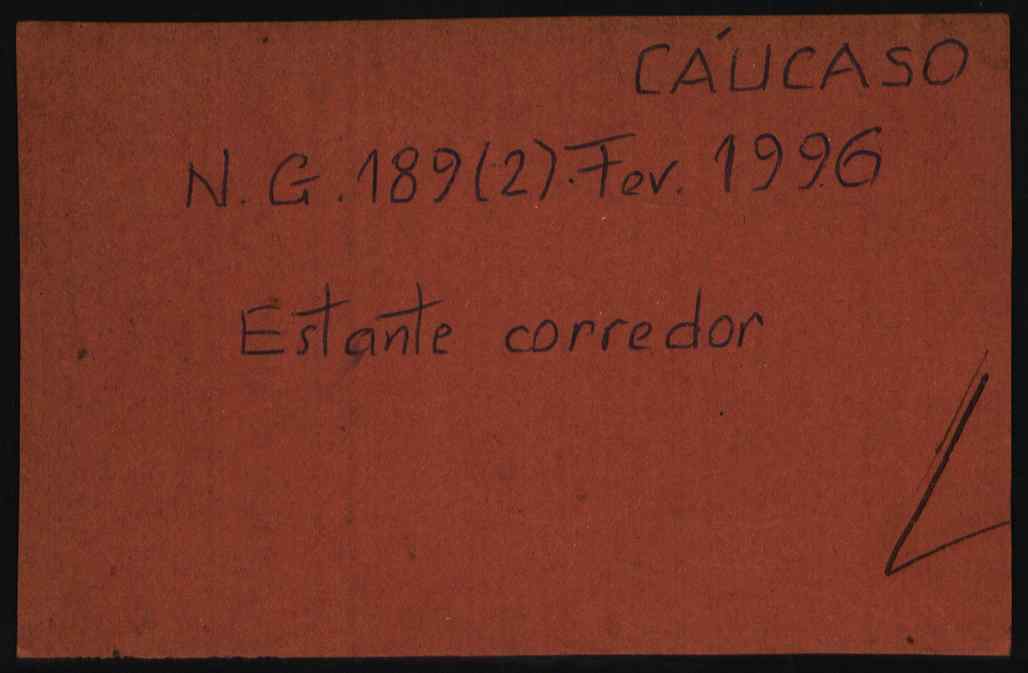 CÁUCASO
N. G. 189(2). Fev. 1996
Estante corredor